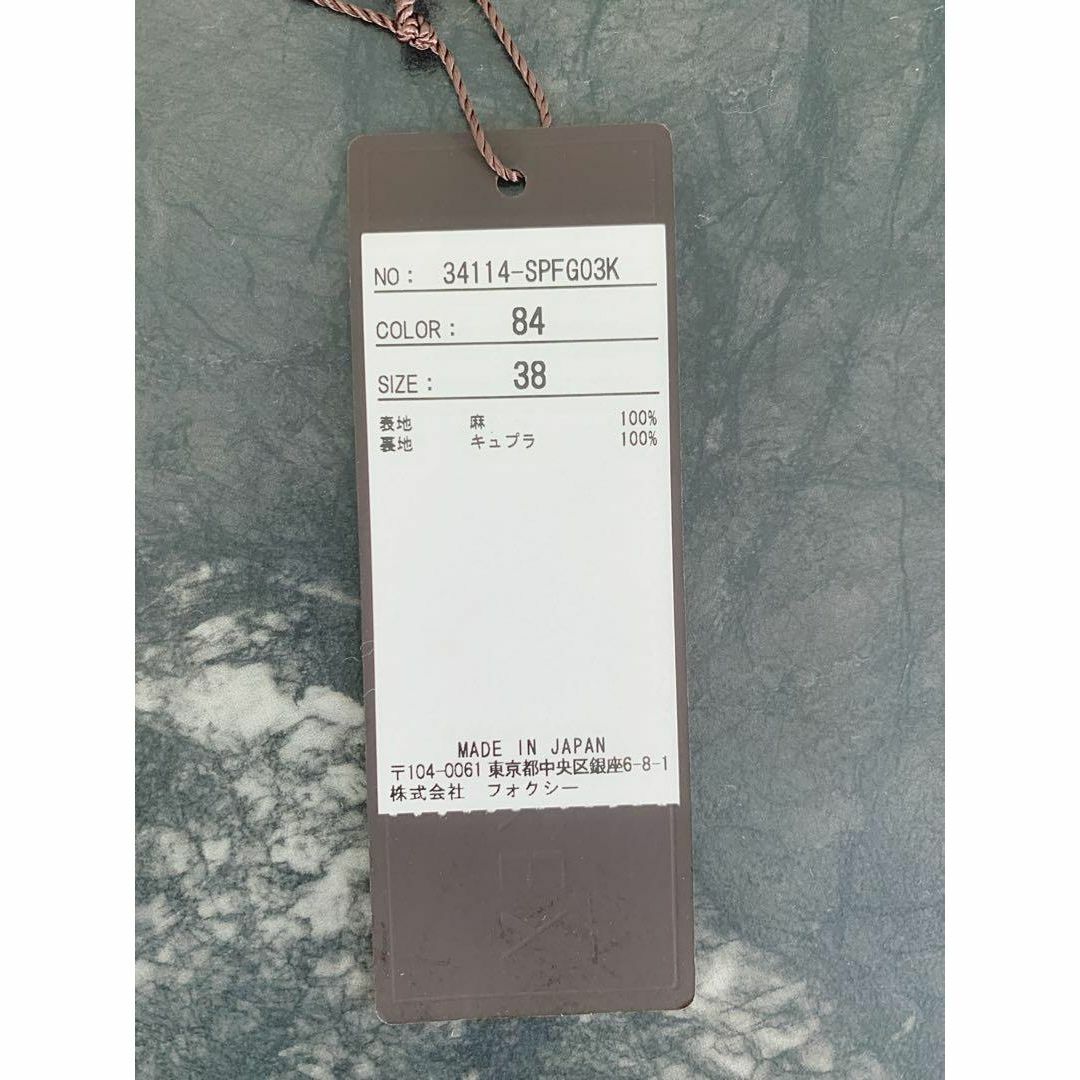 NO： 34114-SPFG03K
COLOR： 84
SIZE： 38
表地 麻 100%
裏地 キュプラ 100%
MADE IN JAPAN
〒104-0061 東京都中央区銀座6-8-1
株式会社 フォクシー